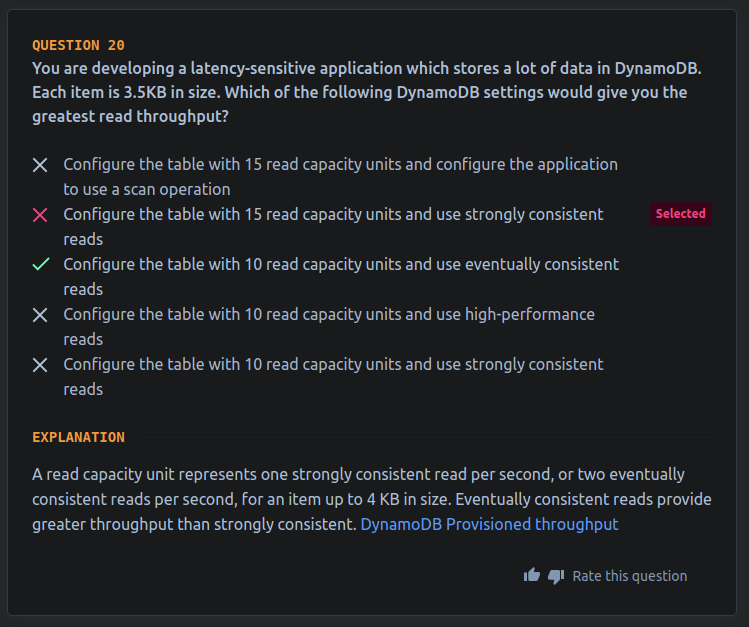 QUESTION 20
You are developing a latency-sensitive application which stores a lot of data in DynamoDB.
Each item is 3.5KB in size. Which of the following DynamoDB settings would give you the
greatest read throughput?
Configure the table with 15 read capacity units and configure the application
to use a scan operation
Configure the table with 15 read capacity units and use strongly consistent
reads
Selected
Configure the table with 10 read capacity units and use eventually consistent
reads
Configure the table with 10 read capacity units and use high-performance
reads
Configure the table with 10 read capacity units and use strongly consistent
reads
EXPLANATION
A read capacity unit represents one strongly consistent read per second, or two eventually
consistent reads per second, for an item up to 4 KB in size. Eventually consistent reads provide
greater throughput than strongly consistent. DynamoDB Provisioned throughput
Rate this question